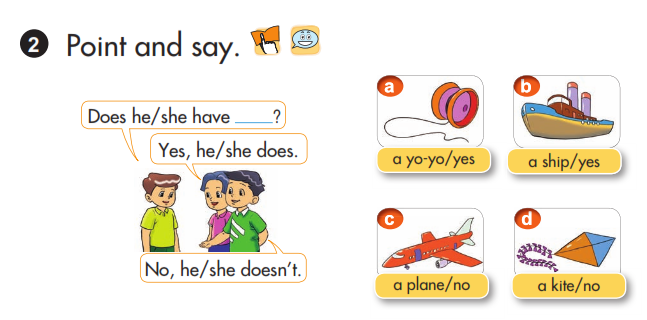 2 Point and say.
Does he/she have _____?
Yes, he/she does.
No, he/she doesn't.
a
a yo-yo/yes
b
a ship/yes
c
a plane/no
d
a kite/no